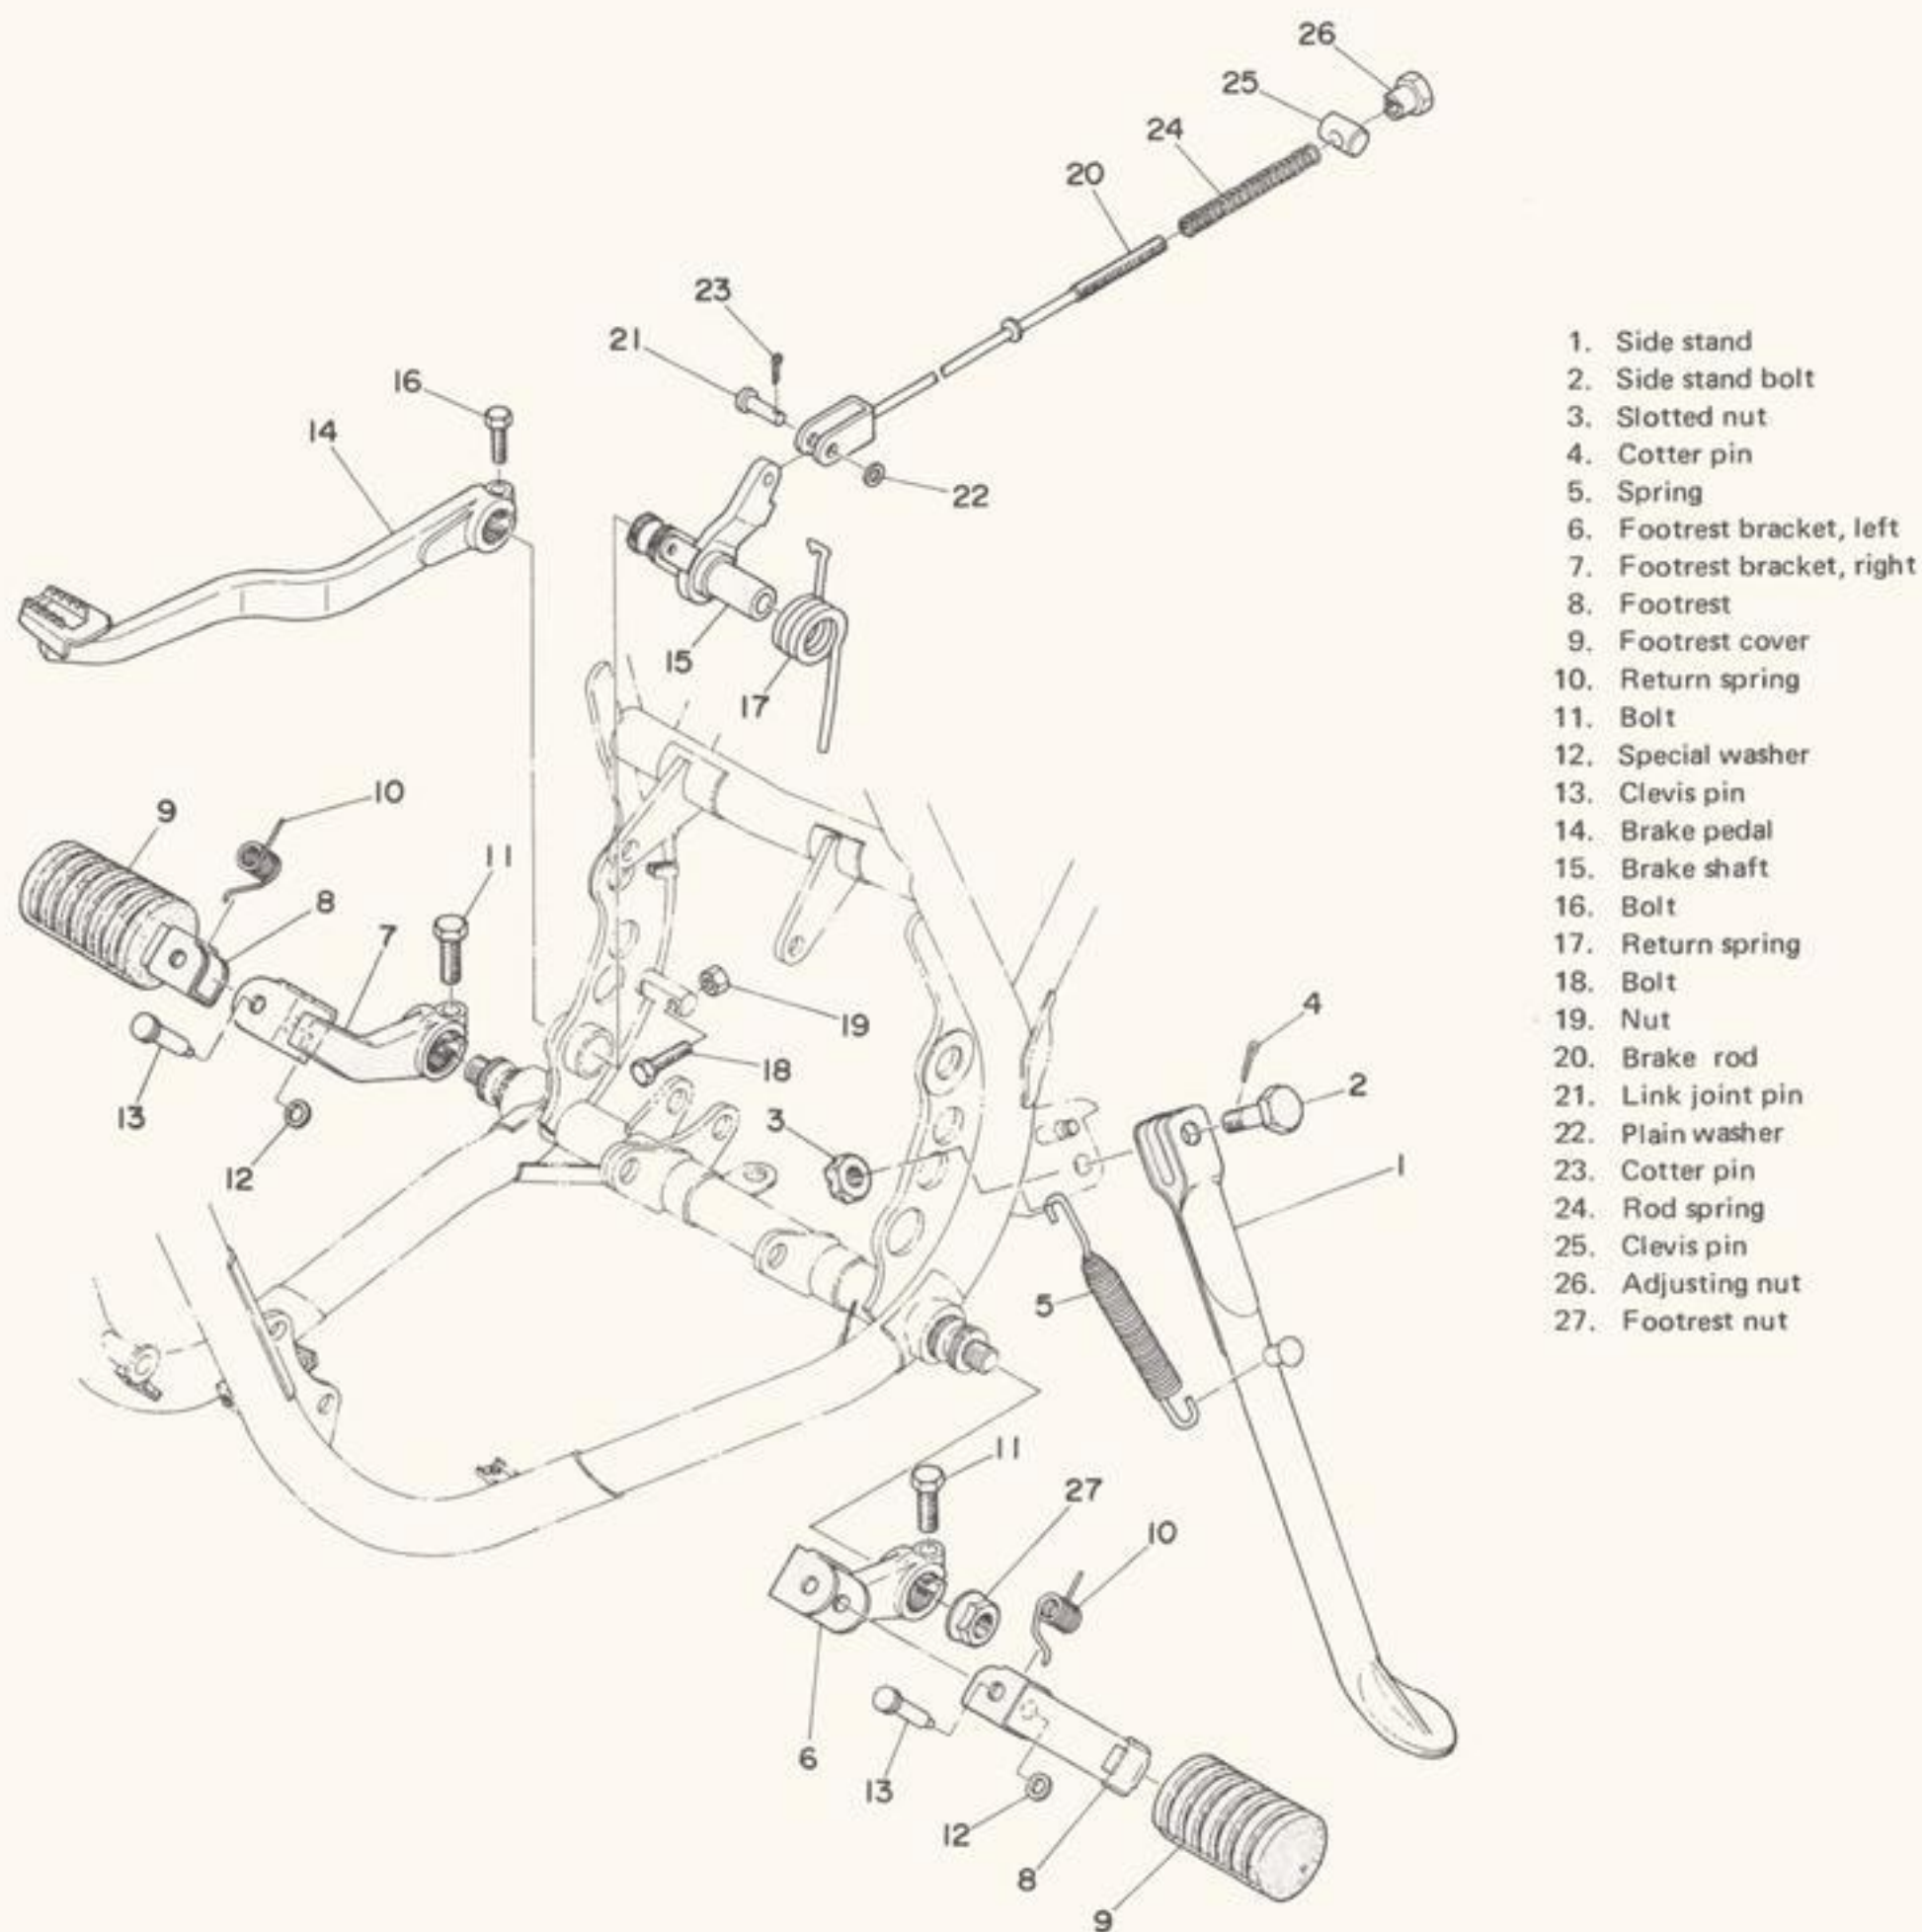 26
25
24
20
23
21
16
14
22
15
17
10
9
11
8
7
19
4
18
2
13
3
12
1
5
11
27
10
6
13
12
8
9
1. Side stand
2. Side stand bolt
3. Slotted nut
4. Cotter pin
5. Spring
6. Footrest bracket, left
7. Footrest bracket, right
8. Footrest
9. Footrest cover
10. Return spring
11. Bolt
12. Special washer
13. Clevis pin
14. Brake pedal
15. Brake shaft
16. Bolt
17. Return spring
18. Bolt
19. Nut
20. Brake rod
21. Link joint pin
22. Plain washer
23. Cotter pin
24. Rod spring
25. Clevis pin
26. Adjusting nut
27. Footrest nut